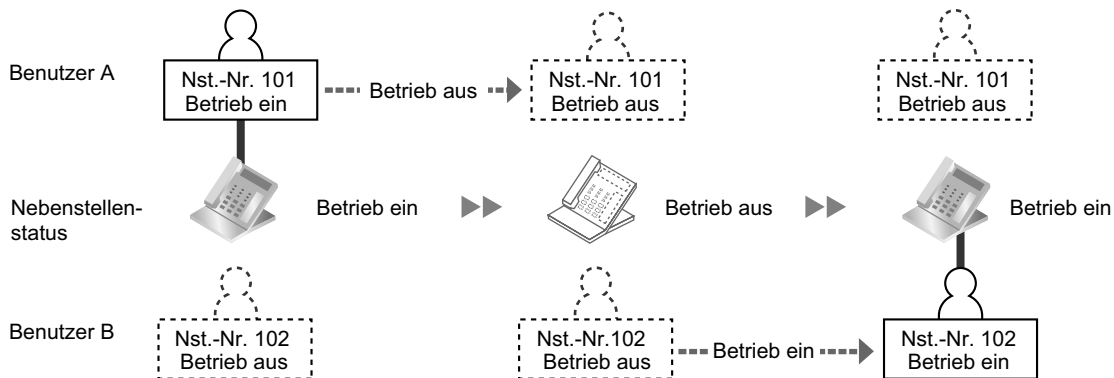 Benutzer A
Nst.-Nr. 101
Betrieb ein
Betrieb aus
Nst.-Nr. 101
Betrieb aus
Nst.-Nr. 101
Betrieb aus
Nebenstellen-
status
Betrieb ein
Betrieb aus
Betrieb ein
Benutzer B
Nst.-Nr. 102
Betrieb aus
Nst.-Nr.102
Betrieb aus
Betrieb ein
Nst.-Nr. 102
Betrieb ein